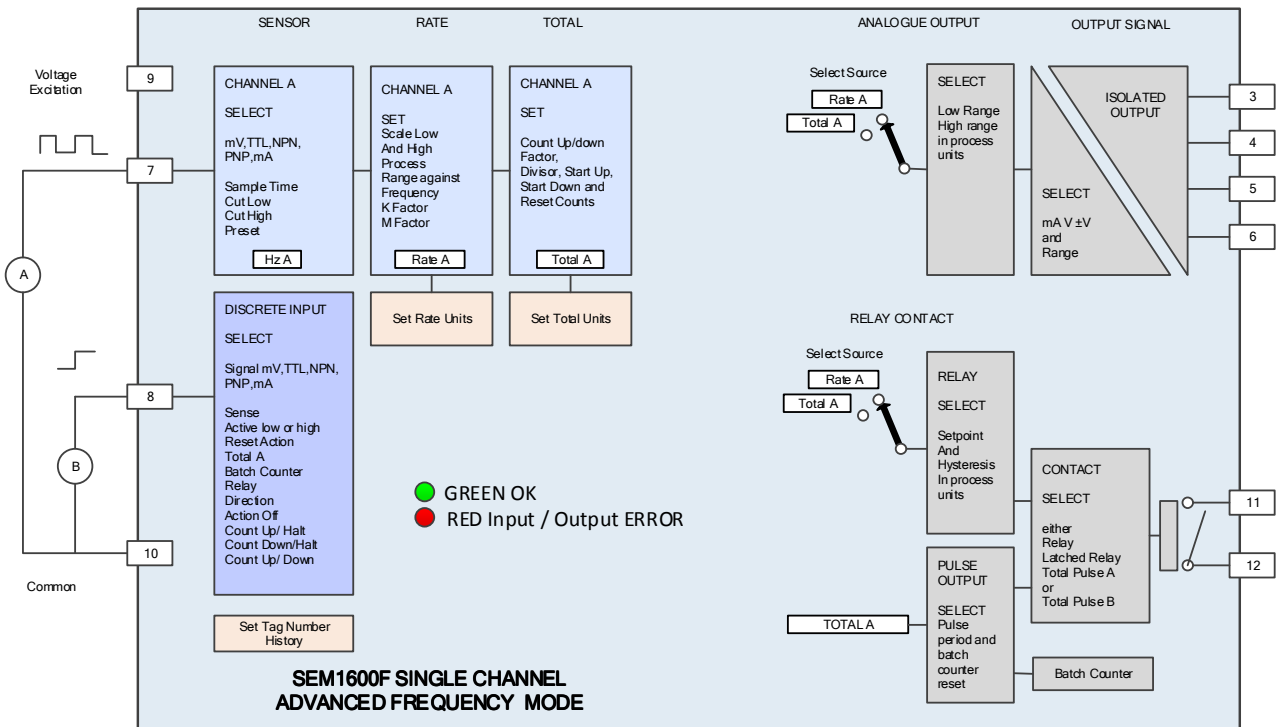 SENSOR
RATE
TOTAL
ANALOGUE OUTPUT
OUTPUT SIGNAL
Voltage
Excitation
9
7
A
8
B
10
Common
CHANNEL A
SELECT
mV,TTL,NPN,
PNP,mA
Sample Time
Cut Low
Cut High
Preset
Hz A
CHANNEL A
SET
Scale Low
And High
Process
Range against
Frequency
K Factor
M Factor
Rate A
Set Rate Units
CHANNEL A
SET
Count Up/down
Factor,
Divisor, Start Up,
Start Down and
Reset Counts
Total A
Set Total Units
DISCRETE INPUT
SELECT
Signal mV,TTL,NPN,
PNP,mA
Sense
Active low or high
Reset Action
Total A
Batch Counter
Relay
Direction
Action Off
Count Up/ Halt
Count Down/Halt
Count Up/ Down
Set Tag Number
History
GREEN OK
RED Input / Output ERROR
SEM1600F SINGLE CHANNEL
ADVANCED FREQUENCY MODE
Select Source
Rate A
Total A
SELECT
Low Range
High range
in process
units
ISOLATED
OUTPUT
SELECT
mA V ±V
and
Range
3
4
5
6
RELAY CONTACT
Select Source
Rate A
Total A
RELAY
SELECT
Setpoint
And
Hysteresis
In process
units
CONTACT
SELECT
either
Relay
Latched Relay
Total Pulse A
or
Total Pulse B
11
12
TOTAL A
PULSE
OUTPUT
SELECT
Pulse
period and
batch
counter
reset
Batch Counter